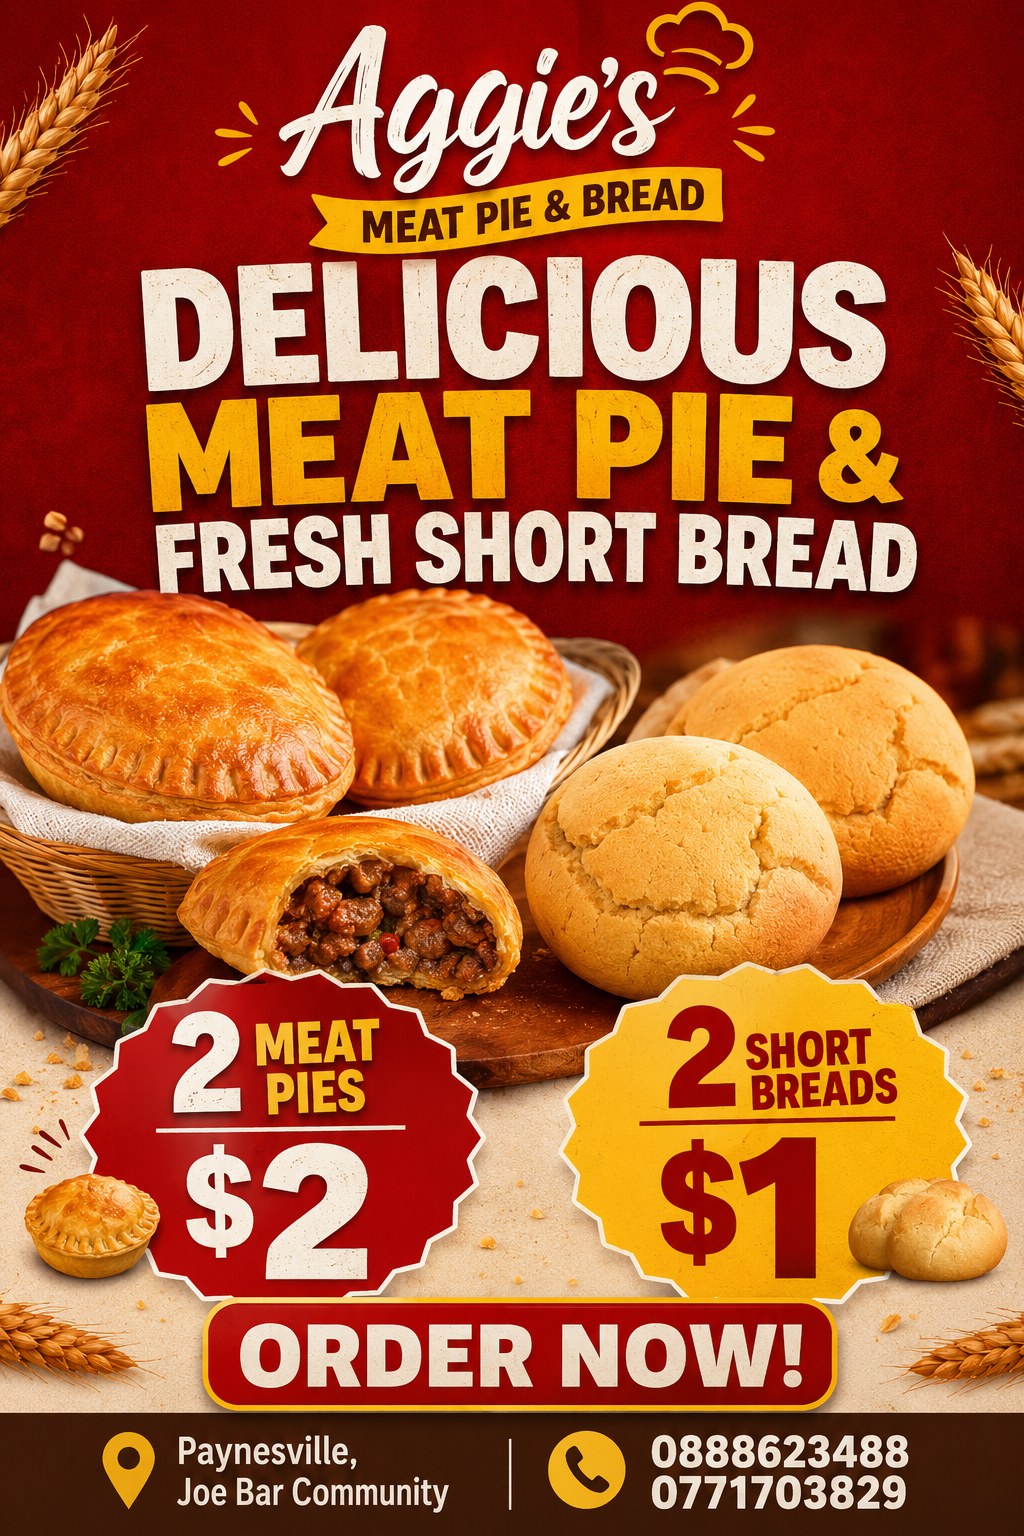 Aggie's
MEAT PIE & BREAD
DELICIOUS
MEAT PIE &
FRESH SHORT BREAD
2 MEAT
PIES
$2
2 SHORT
BREADS
$1
ORDER NOW!
Paynesville,
Joe Bar Community
0888623488
0771703829